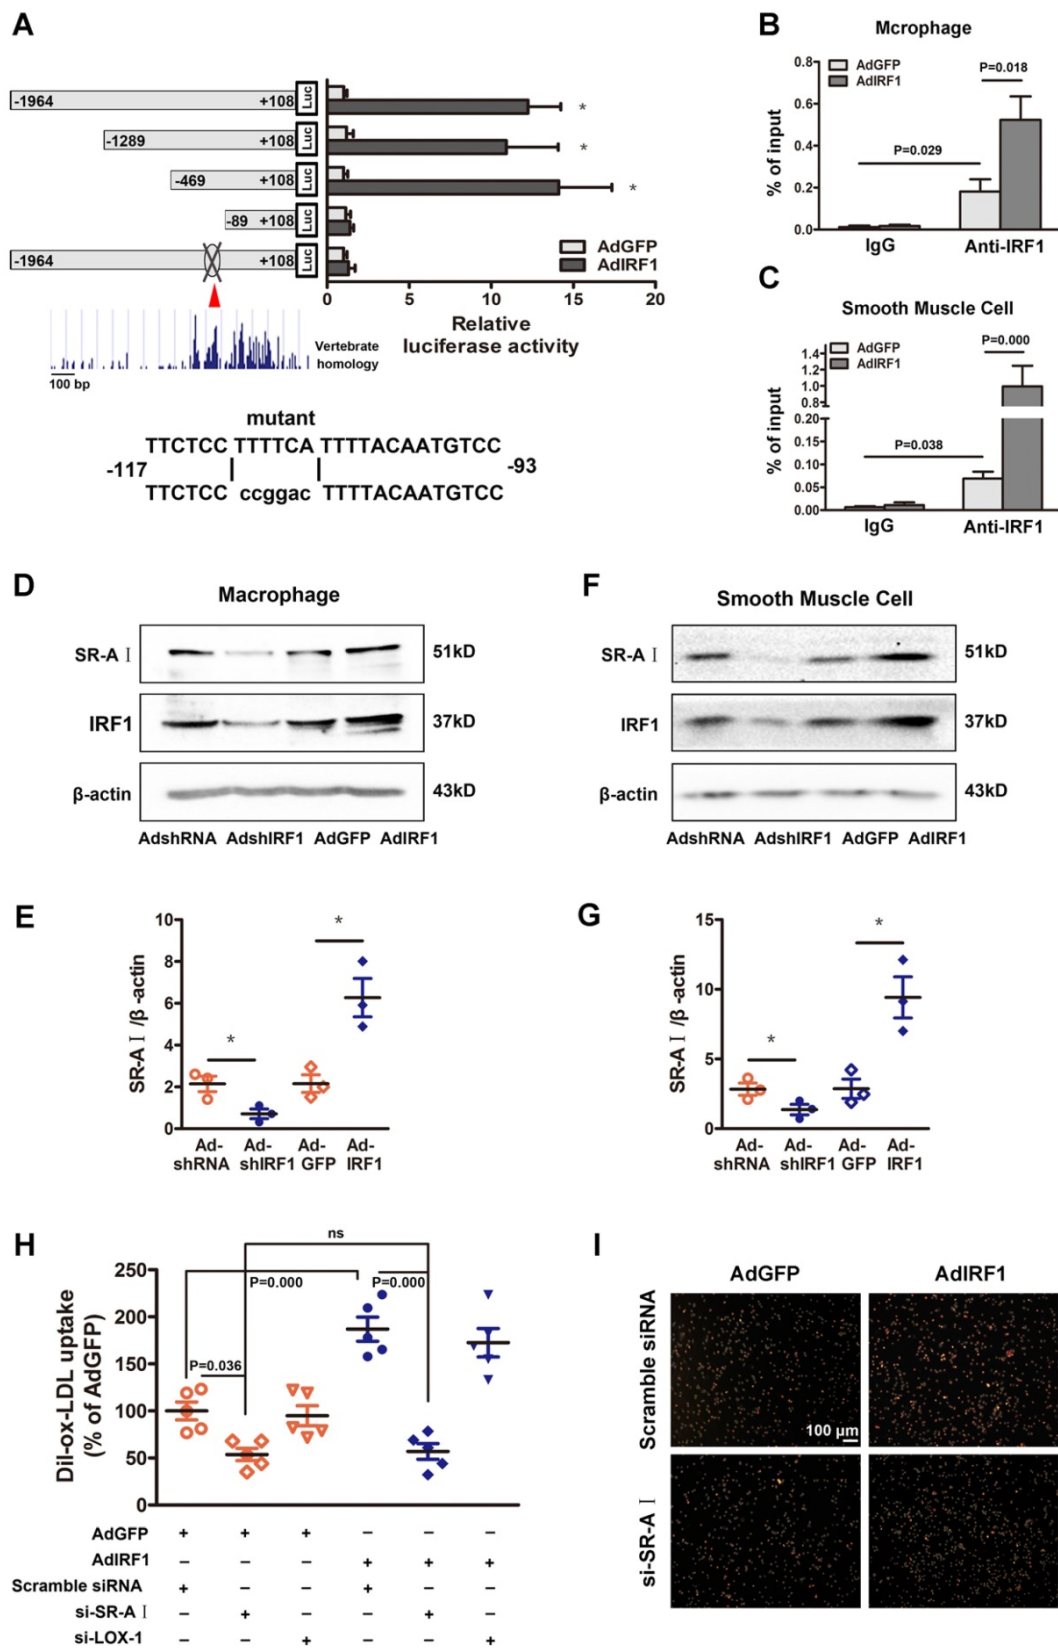 A
-1964 +108 Luc
*
-1289 +108 Luc
*
-469 +108 Luc
*
-89 +108 Luc
-1964 +108 Luc
AdGFP
AdIRF1
0 5 10 15 20
Relative
luciferase activity
Vertebrate
homology
100 bp
mutant
TTCTCC TTTTCA TTTTACAATGTCC
-117 -93
TTCTCC ccggac TTTTACAATGTCC
B
Mcrophage
AdGFP
AdIRF1
P=0.018
P=0.029
% of input
0.8
0.6
0.4
0.2
0.0
IgG Anti-IRF1
C
Smooth Muscle Cell
AdGFP
AdIRF1
P=0.000
P=0.038
% of input
1.4
1.2
1.0
0.8
0.20
0.15
0.10
0.05
0.00
IgG Anti-IRF1
D
Macrophage
SR-A Ⅰ 51kD
IRF1 37kD
β-actin 43kD
AdshRNA AdshIRF1 AdGFP AdIRF1
F
Smooth Muscle Cell
SR-A Ⅰ 51kD
IRF1 37kD
β-actin 43kD
AdshRNA AdshIRF1 AdGFP AdIRF1
E
SR-A Ⅰ /β -actin
10
8
6
4
2
0
*
*
Ad- Ad- Ad- Ad-
shRNA shIRF1 GFP IRF1
G
SR-A Ⅰ /β -actin
15
10
5
0
*
*
Ad- Ad- Ad- Ad-
shRNA shIRF1 GFP IRF1
H
ns
P=0.000 P=0.000
P=0.036
Dil-ox-LDL uptake
(% of AdGFP)
250
200
150
100
50
0
AdGFP + + + – – –
AdIRF1 – – – + + +
Scramble siRNA + – – + – –
si-SR-A Ⅰ – + – – + –
si-LOX-1 – – + – – +
I
AdGFP AdIRF1
Scramble siRNA
100 µm
si-SR-A Ⅰ